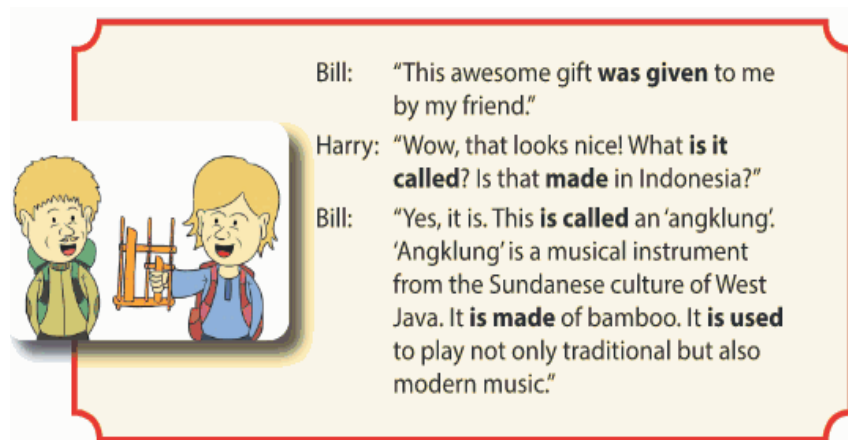 Bill: “This awesome gift was given to me
by my friend.”
Harry: “Wow, that looks nice! What is it
called? Is that made in Indonesia?”
Bill: “Yes, it is. This is called an ‘angklung’.
‘Angklung’ is a musical instrument
from the Sundanese culture of West
Java. It is made of bamboo. It is used
to play not only traditional but also
modern music.”